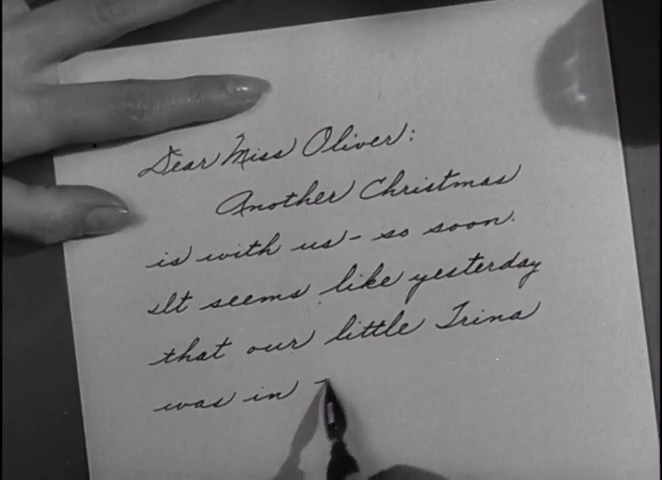 Dear Miss Oliver:
Another Christmas
is with us - so soon.
It seems like yesterday
that our little Trina
was in